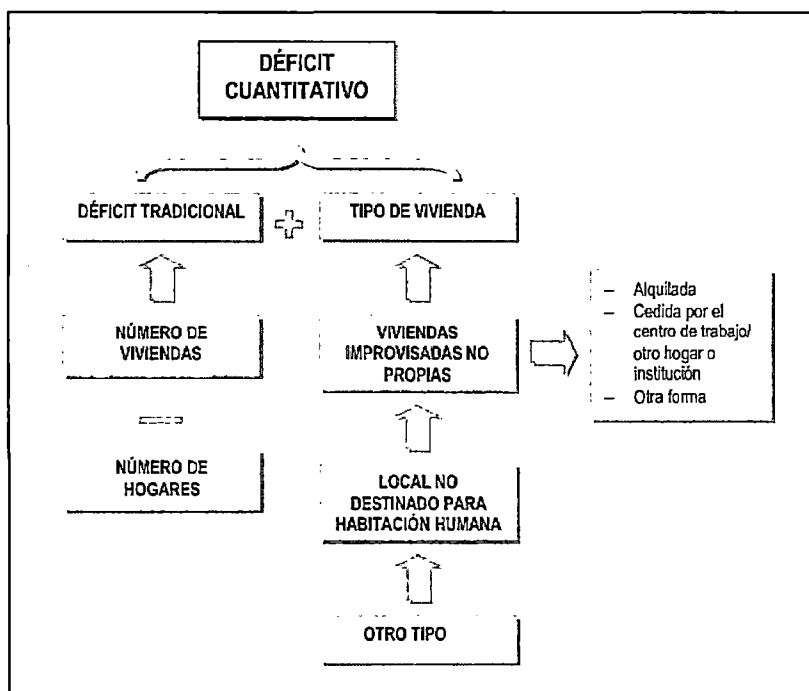 DÉFICIT
CUANTITATIVO
DÉFICIT TRADICIONAL
TIPO DE VIVIENDA
NÚMERO DE
VIVIENDAS
NÚMERO DE
HOGARES
VIVIENDAS
IMPROVISADAS NO
PROPIAS
– Alquilada
– Cedida por el
centro de trabajo/
otro hogar o
institución
– Otra forma
LOCAL NO
DESTINADO PARA
HABITACIÓN HUMANA
OTRO TIPO